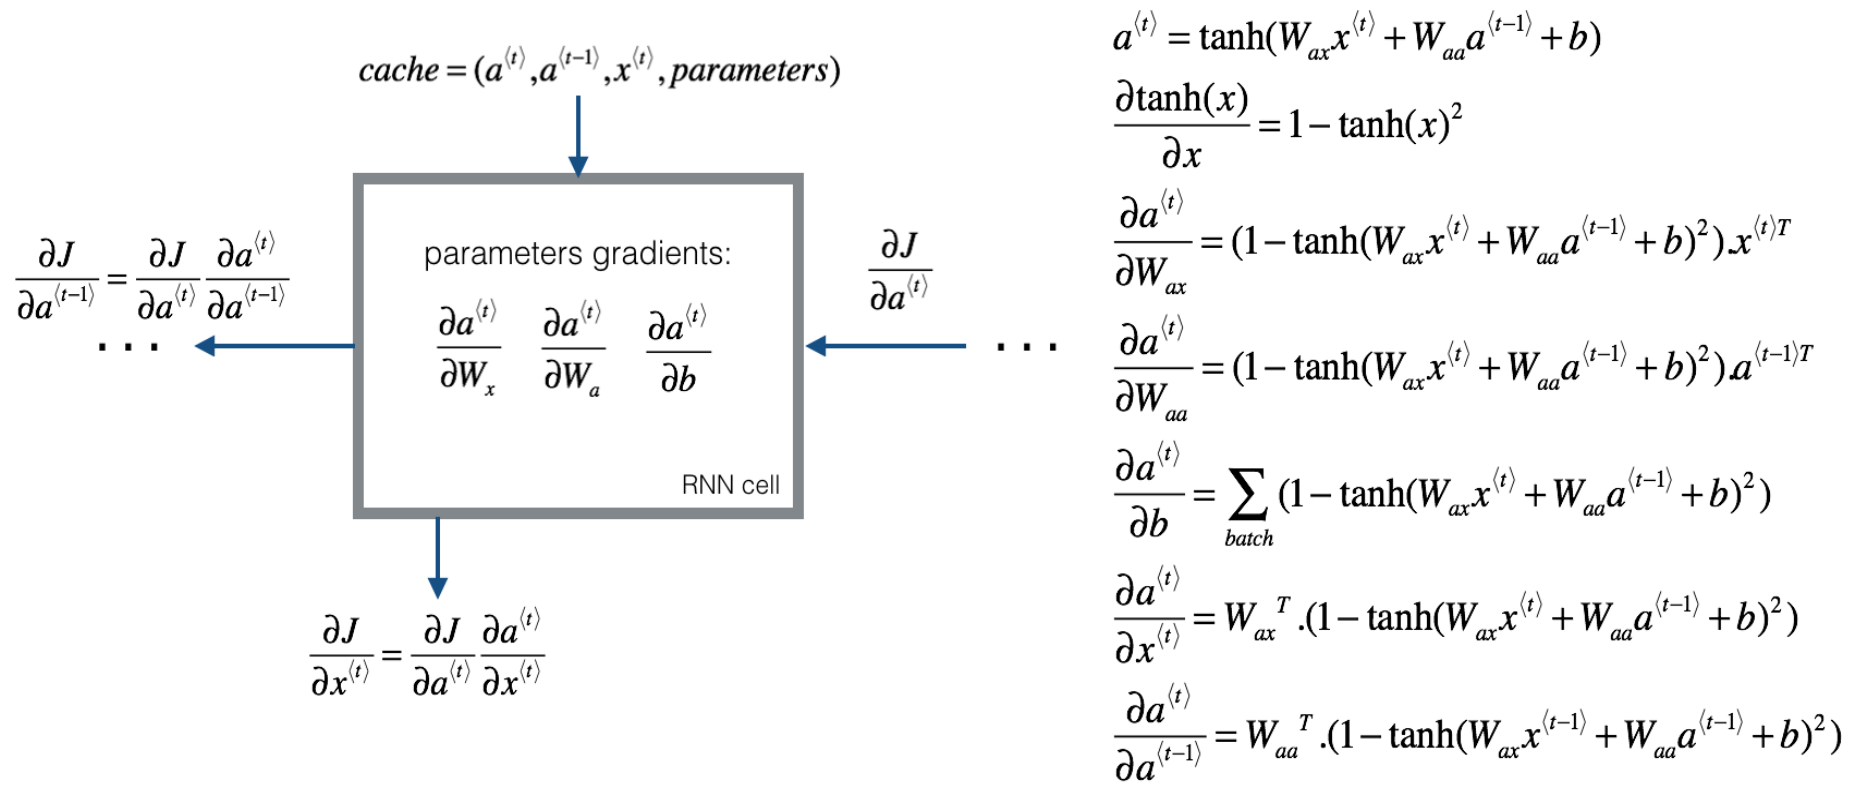 cache = (a^⟨t⟩, a^⟨t−1⟩, x^⟨t⟩, parameters)
∂J/∂a^⟨t−1⟩ = ∂J/∂a^⟨t⟩ ∂a^⟨t⟩/∂a^⟨t−1⟩
...
parameters gradients:
∂a^⟨t⟩/∂W_x ∂a^⟨t⟩/∂W_a ∂a^⟨t⟩/∂b
RNN cell
∂J/∂a^⟨t⟩
...
∂J/∂x^⟨t⟩ = ∂J/∂a^⟨t⟩ ∂a^⟨t⟩/∂x^⟨t⟩
a^⟨t⟩ = tanh(W_ax x^⟨t⟩ + W_aa a^⟨t−1⟩ + b)
∂tanh(x)/∂x = 1 − tanh(x)^2
∂a^⟨t⟩/∂W_ax = (1 − tanh(W_ax x^⟨t⟩ + W_aa a^⟨t−1⟩ + b)^2).x^⟨t⟩T
∂a^⟨t⟩/∂W_aa = (1 − tanh(W_ax x^⟨t⟩ + W_aa a^⟨t−1⟩ + b)^2).a^⟨t−1⟩T
∂a^⟨t⟩/∂b = ∑_batch (1 − tanh(W_ax x^⟨t⟩ + W_aa a^⟨t−1⟩ + b)^2)
∂a^⟨t⟩/∂x^⟨t⟩ = W_ax^T .(1 − tanh(W_ax x^⟨t⟩ + W_aa a^⟨t−1⟩ + b)^2)
∂a^⟨t⟩/∂a^⟨t−1⟩ = W_aa^T .(1 − tanh(W_ax x^⟨t−1⟩ + W_aa a^⟨t−1⟩ + b)^2)